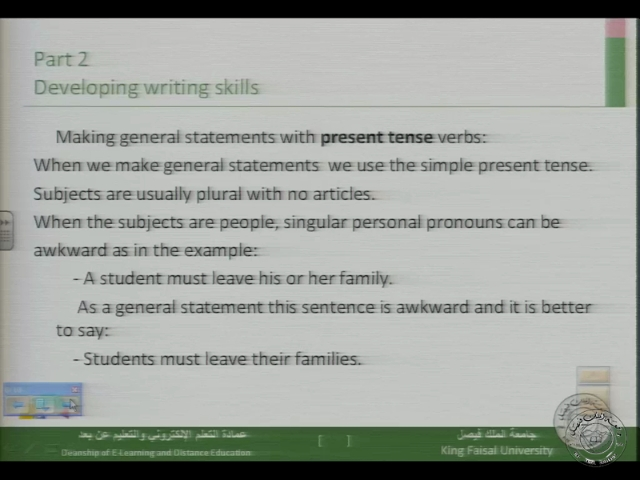 Part 2
Developing writing skills
Making general statements with present tense verbs:
When we make general statements we use the simple present tense.
Subjects are usually plural with no articles.
When the subjects are people, singular personal pronouns can be
awkward as in the example:
- A student must leave his or her family.
As a general statement this sentence is awkward and it is better
to say:
- Students must leave their families.
عمادة التعلم الإلكتروني والتعليم عن بعد
[ ]
جامعة الملك فيصل
Deanship of E-Learning and Distance Education
King Faisal University